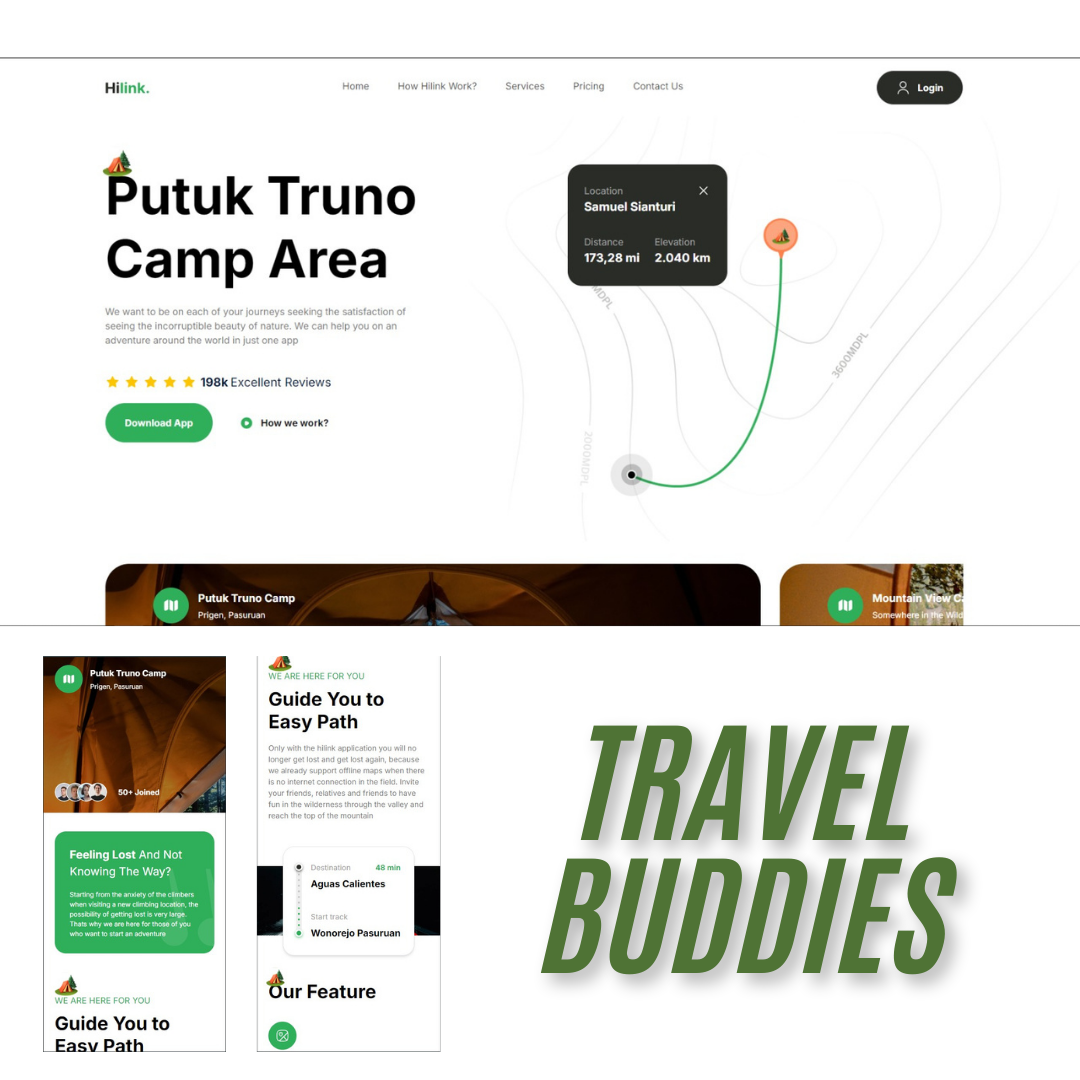 Hilink.
Home How Hilink Work? Services Pricing Contact Us
Login
Putuk Truno
Camp Area
We want to be on each of your journeys seeking the satisfaction of
seeing the incorruptible beauty of nature. We can help you on an
adventure around the world in just one app
198k Excellent Reviews
Download App
How we work?
Location
Samuel Sianturi
Distance Elevation
173,28 mi 2.040 km
MDPL
3600MDPL
2000MDPL
Putuk Truno Camp
Prigen, Pasuruan
Mountain View Ca
Somewhere in the Wild
Putuk Truno Camp
Prigen, Pasuruan
50+ Joined
Feeling Lost And Not
Knowing The Way?
Starting from the anxiety of the climbers
when visiting a new climbing location, the
possibility of getting lost is very large.
Thats why we are here for those of you
who want to start an adventure
WE ARE HERE FOR YOU
Guide You to
Easy Path
WE ARE HERE FOR YOU
Guide You to
Easy Path
Only with the hilink application you will no
longer get lost and get lost again, because
we already support offline maps when there
is no internet connection in the field. Invite
your friends, relatives and friends to have
fun in the wilderness through the valley and
reach the top of the mountain
Destination 48 min
Aguas Calientes
Start track
Wonorejo Pasuruan
Our Feature
TRAVEL
BUDDIES